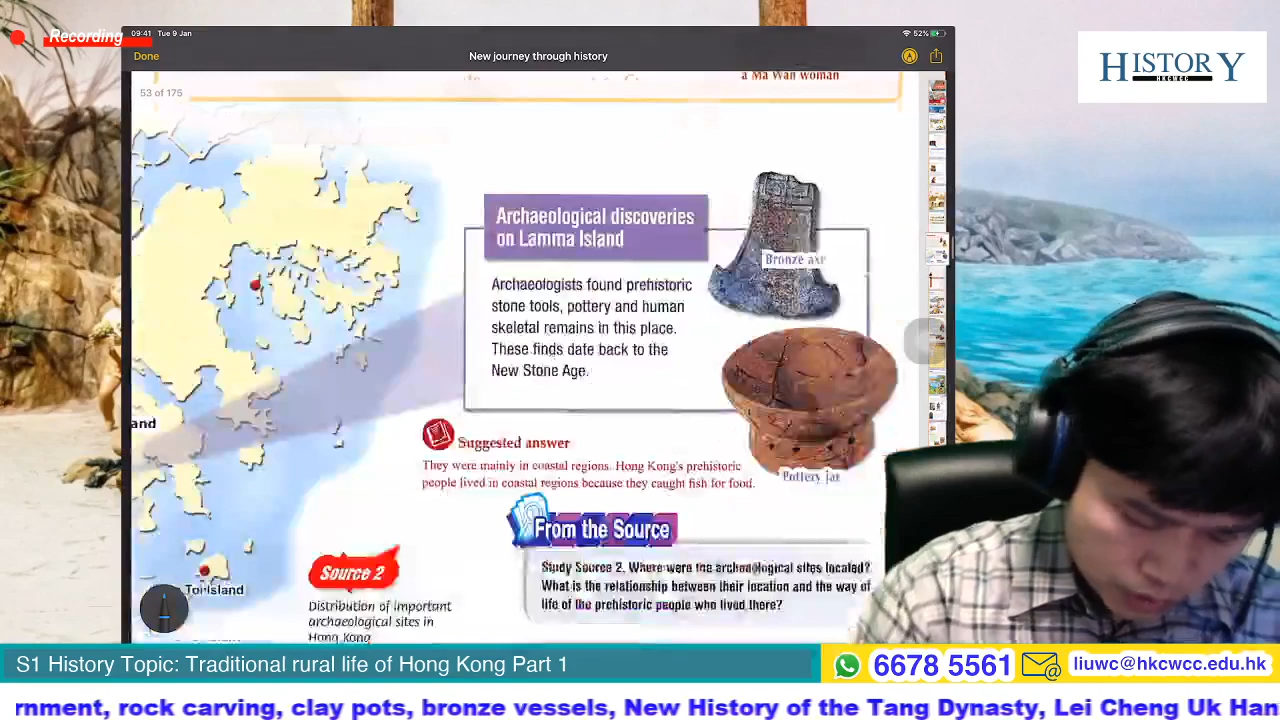 Recording
09:41 Tue 9 Jan
52%
Done
New journey through history
HISTORY
HKCWCC
a Ma Wan woman
53 of 175
Archaeological discoveries
on Lamma Island
Bronze axe
Archaeologists found prehistoric
stone tools, pottery and human
skeletal remains in this place.
These finds date back to the
New Stone Age.
and
Suggested answer
They were mainly in coastal regions. Hong Kong's prehistoric
people lived in coastal regions because they caught fish for food.
Pottery jar
From the Source
Study Source 2. Where were the archaeological sites located?
What is the relationship between their location and the way of
life of the prehistoric people who lived there?
Source 2
Toi Island
Distribution of important
archaeological sites in
Hong Kong
S1 History Topic: Traditional rural life of Hong Kong Part 1
6678 5561
liuwc@hkcwcc.edu.hk
rnment, rock carving, clay pots, bronze vessels, New History of the Tang Dynasty, Lei Cheng Uk Han